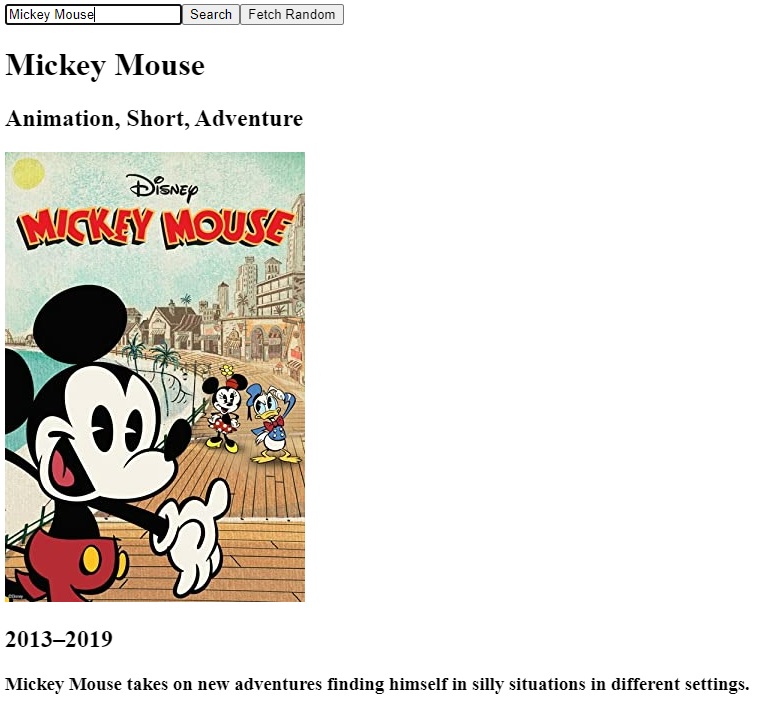 Mickey Mouse Search Fetch Random
Mickey Mouse
Animation, Short, Adventure
Disney
MICKEY MOUSE
2013–2019
Mickey Mouse takes on new adventures finding himself in silly situations in different settings.